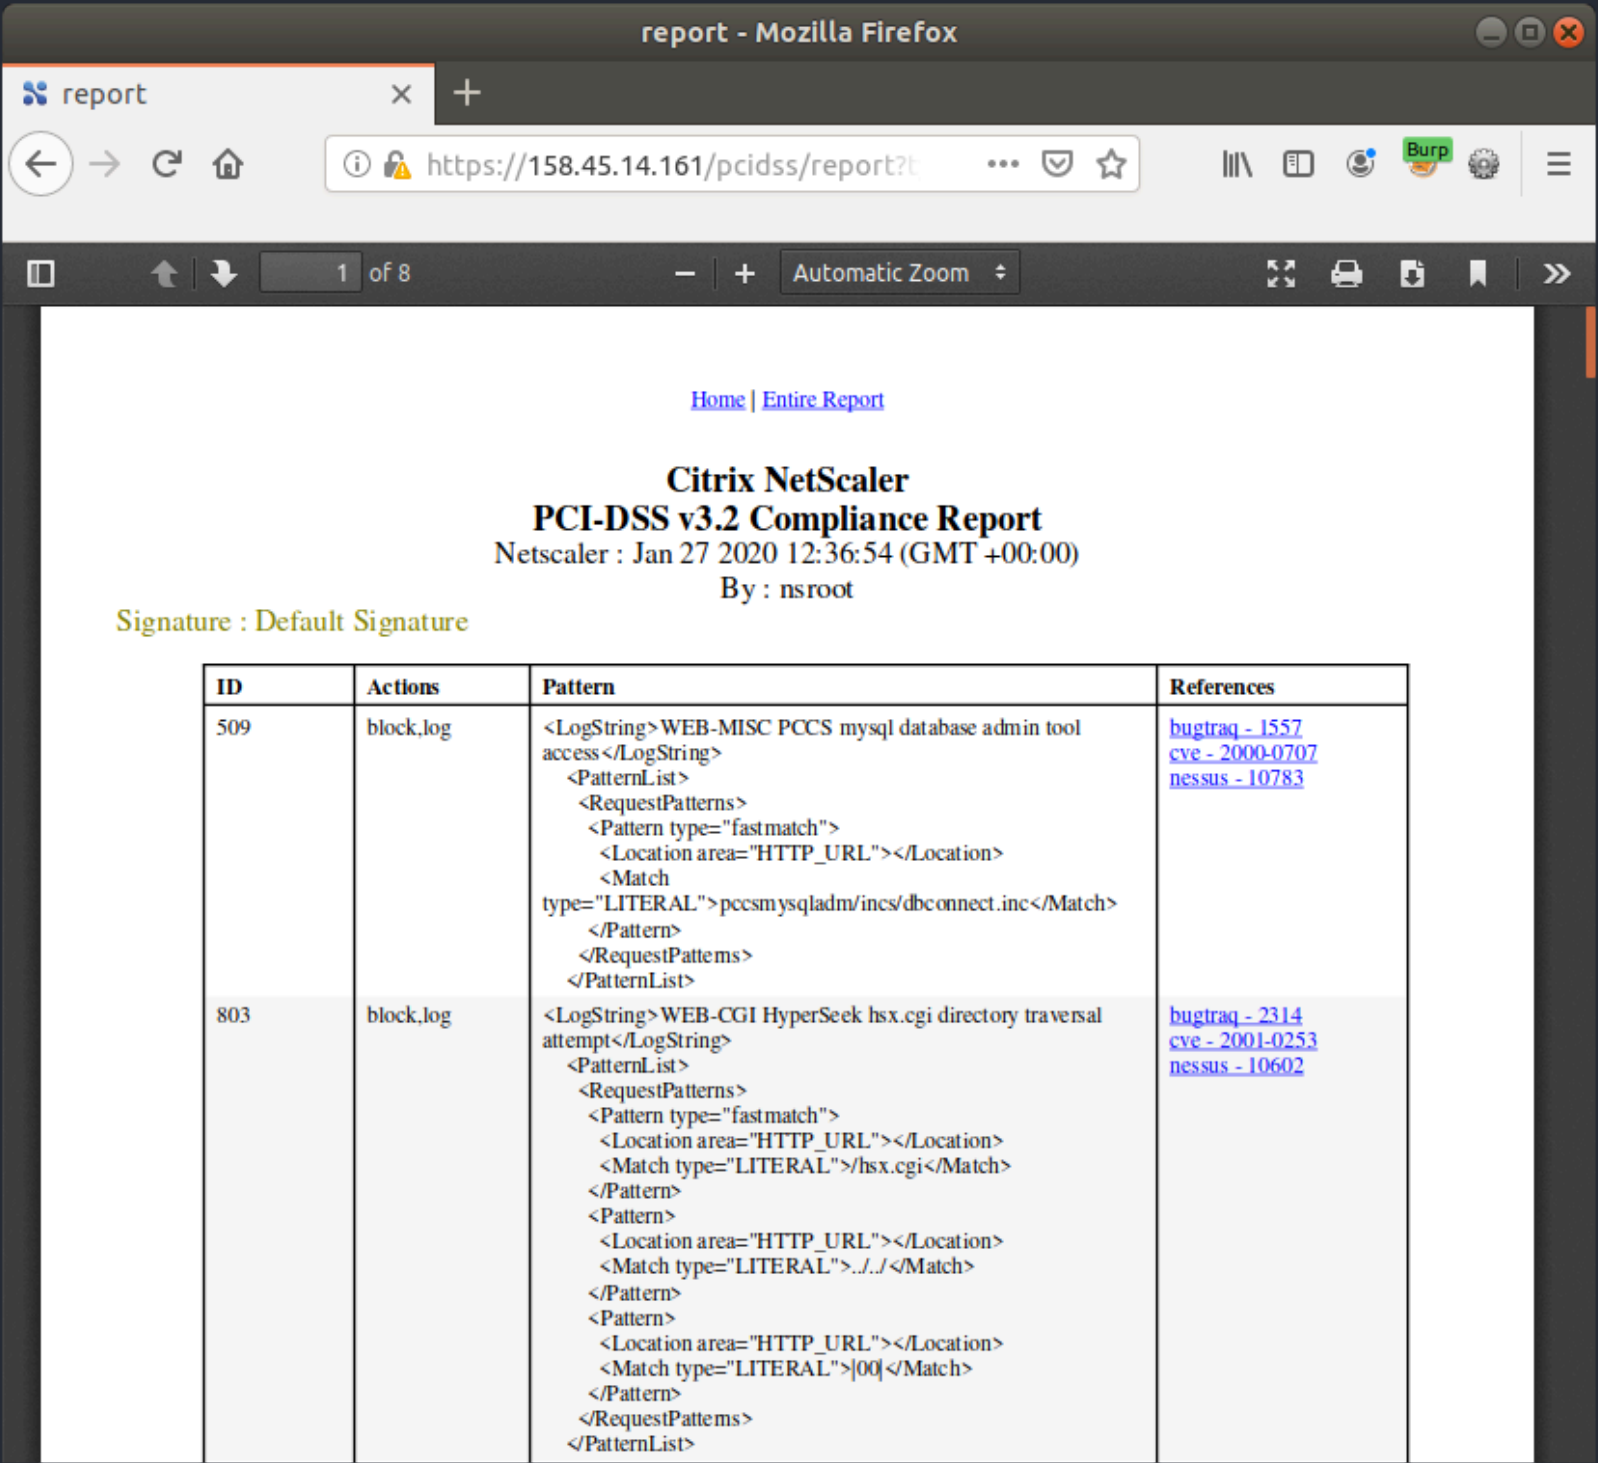 report - Mozilla Firefox
report
https://158.45.14.161/pcidss/report?
Burp
1 of 8
Automatic Zoom
Home | Entire Report
Citrix NetScaler
PCI-DSS v3.2 Compliance Report
Netscaler : Jan 27 2020 12:36:54 (GMT +00:00)
By : nsroot
Signature : Default Signature
ID Actions Pattern References
509 block,log <LogString>WEB-MISC PCCS mysql database admin tool bugtraq - 1557
access</LogString> cve - 2000-0707
<PatternList> nessus - 10783
<RequestPatterns>
<Pattern type="fastmatch">
<Location area="HTTP_URL"></Location>
<Match
type="LITERAL">pccsmysqladm/incs/dbconnect.inc</Match>
</Pattern>
</RequestPatterns>
</PatternList>
803 block,log <LogString>WEB-CGI HyperSeek hsx.cgi directory traversal bugtraq - 2314
attempt</LogString> cve - 2001-0253
<PatternList> nessus - 10602
<RequestPatterns>
<Pattern type="fastmatch">
<Location area="HTTP_URL"></Location>
<Match type="LITERAL">/hsx.cgi</Match>
</Pattern>
<Pattern>
<Location area="HTTP_URL"></Location>
<Match type="LITERAL">../../</Match>
</Pattern>
<Pattern>
<Location area="HTTP_URL"></Location>
<Match type="LITERAL">|00|</Match>
</Pattern>
</RequestPatterns>
</PatternList>